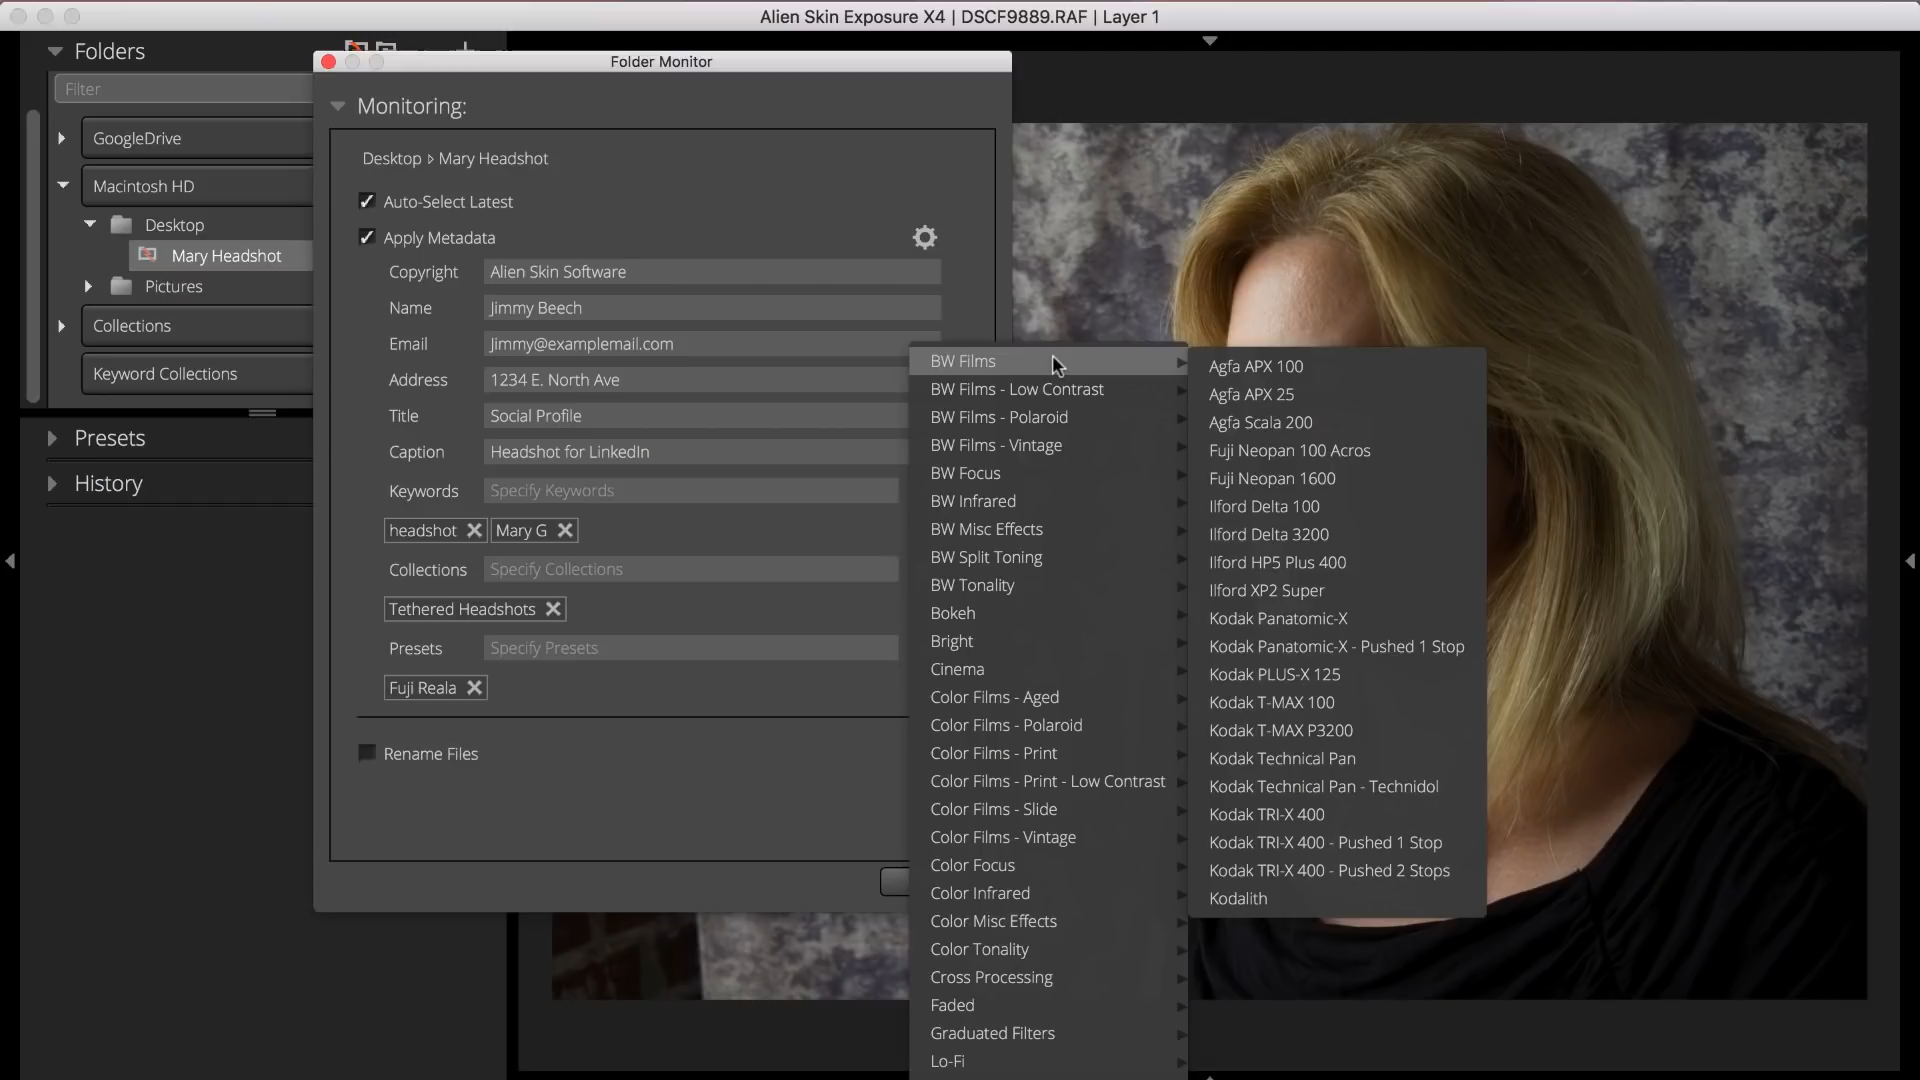 Alien Skin Exposure X4 | DSCF9889.RAF | Layer 1
Folders
Filter
GoogleDrive
Macintosh HD
Desktop
Mary Headshot
Pictures
Collections
Keyword Collections
Presets
History
Folder Monitor
Monitoring:
Desktop ▹ Mary Headshot
Auto-Select Latest
Apply Metadata
Copyright Alien Skin Software
Name Jimmy Beech
Email Jimmy@examplemail.com
Address 1234 E. North Ave
Title Social Profile
Caption Headshot for LinkedIn
Keywords Specify Keywords
headshot Mary G
Collections Specify Collections
Tethered Headshots
Presets Specify Presets
Fuji Reala
Rename Files
BW Films
BW Films - Low Contrast
BW Films - Polaroid
BW Films - Vintage
BW Focus
BW Infrared
BW Misc Effects
BW Split Toning
BW Tonality
Bokeh
Bright
Cinema
Color Films - Aged
Color Films - Polaroid
Color Films - Print
Color Films - Print - Low Contrast
Color Films - Slide
Color Films - Vintage
Color Focus
Color Infrared
Color Misc Effects
Color Tonality
Cross Processing
Faded
Graduated Filters
Lo-Fi
Agfa APX 100
Agfa APX 25
Agfa Scala 200
Fuji Neopan 100 Acros
Fuji Neopan 1600
Ilford Delta 100
Ilford Delta 3200
Ilford HP5 Plus 400
Ilford XP2 Super
Kodak Panatomic-X
Kodak Panatomic-X - Pushed 1 Stop
Kodak PLUS-X 125
Kodak T-MAX 100
Kodak T-MAX P3200
Kodak Technical Pan
Kodak Technical Pan - Technidol
Kodak TRI-X 400
Kodak TRI-X 400 - Pushed 1 Stop
Kodak TRI-X 400 - Pushed 2 Stops
Kodalith